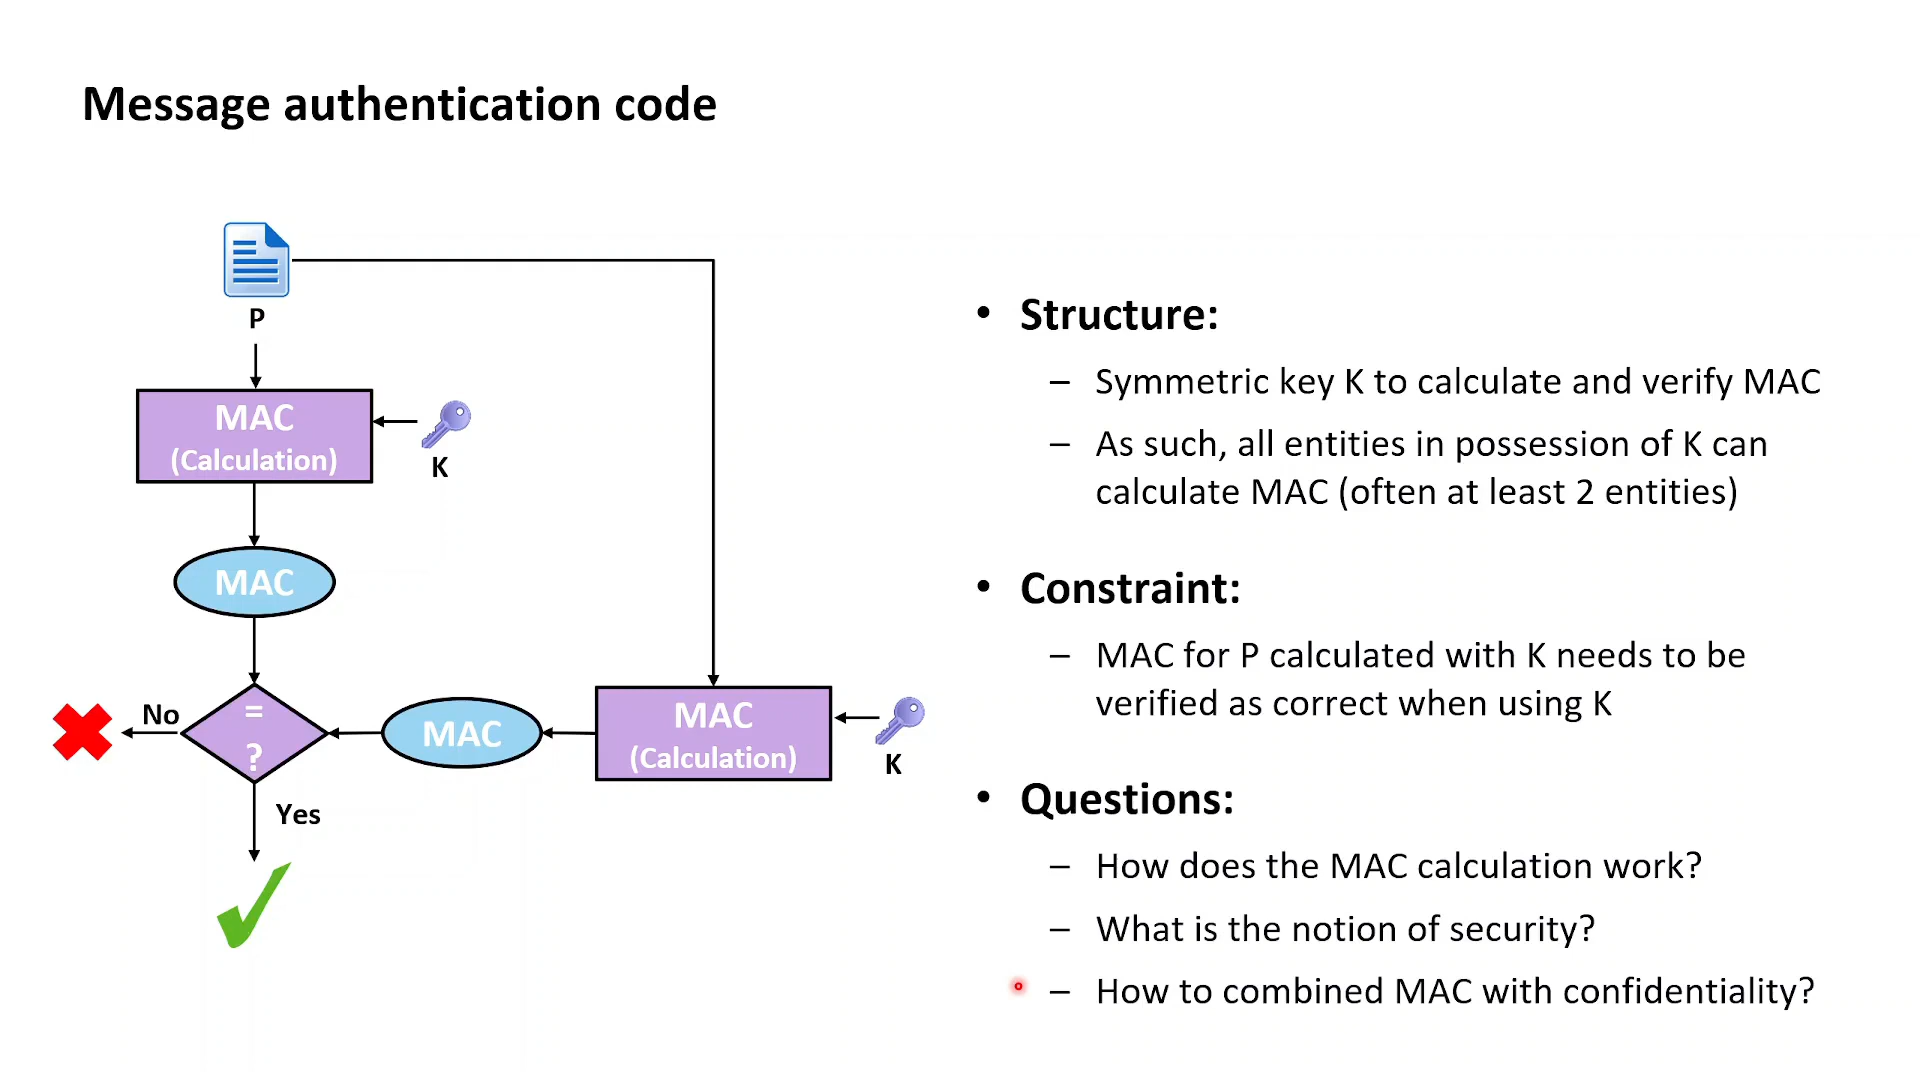 Message authentication code
P
MAC
(Calculation)
K
MAC
No
=
?
MAC
MAC
(Calculation)
K
Yes
• Structure:
– Symmetric key K to calculate and verify MAC
– As such, all entities in possession of K can
calculate MAC (often at least 2 entities)
• Constraint:
– MAC for P calculated with K needs to be
verified as correct when using K
• Questions:
– How does the MAC calculation work?
– What is the notion of security?
– How to combined MAC with confidentiality?